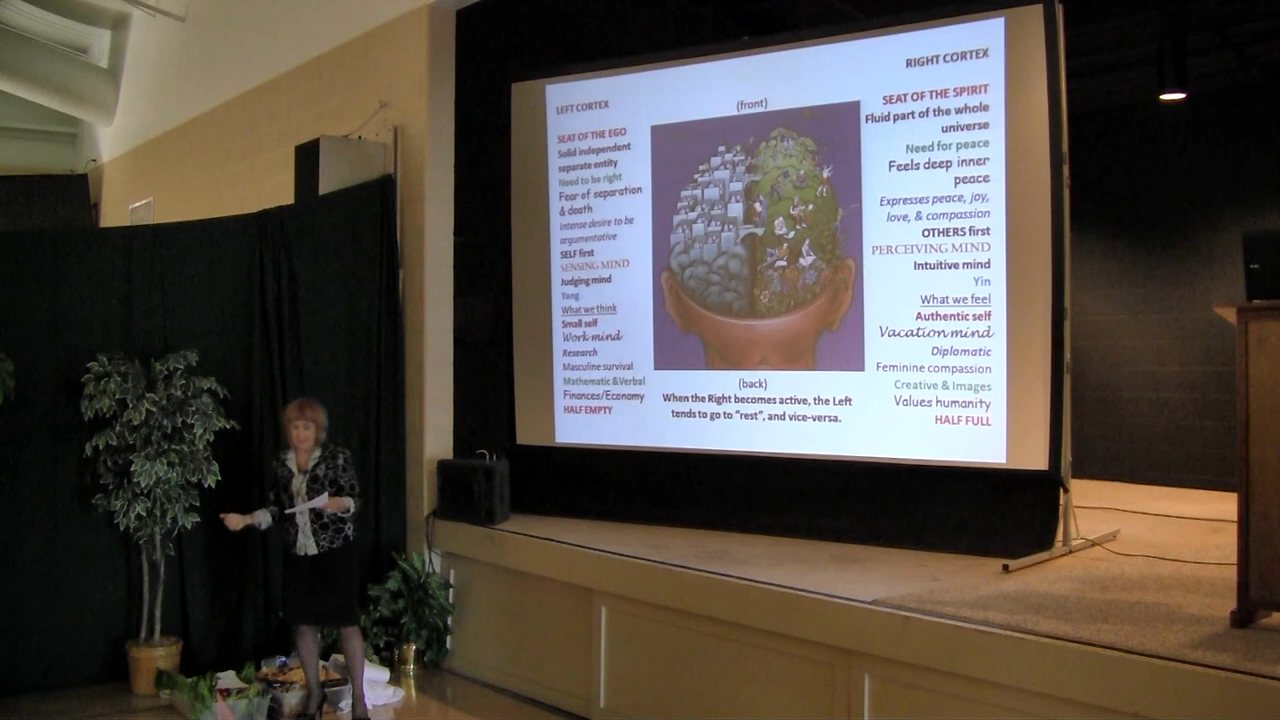 LEFT CORTEX
SEAT OF THE EGO
Solid independent
separate entity
Need to be right
Fear of separation
& death
Intense desire to be
argumentative
SELF first
SENSING MIND
Judging mind
Yang
What we think
Small self
Work mind
Research
Masculine survival
Mathematic &Verbal
Finances/Economy
HALF EMPTY
(front)
(back)
When the Right becomes active, the Left
tends to go to "rest", and vice-versa.
RIGHT CORTEX
SEAT OF THE SPIRIT
Fluid part of the whole
universe
Need for peace
Feels deep inner
peace
Expresses peace, joy,
love, & compassion
OTHERS first
PERCEIVING MIND
Intuitive mind
Yin
What we feel
Authentic self
Vacation mind
Diplomatic
Feminine compassion
Creative & Images
Values humanity
HALF FULL